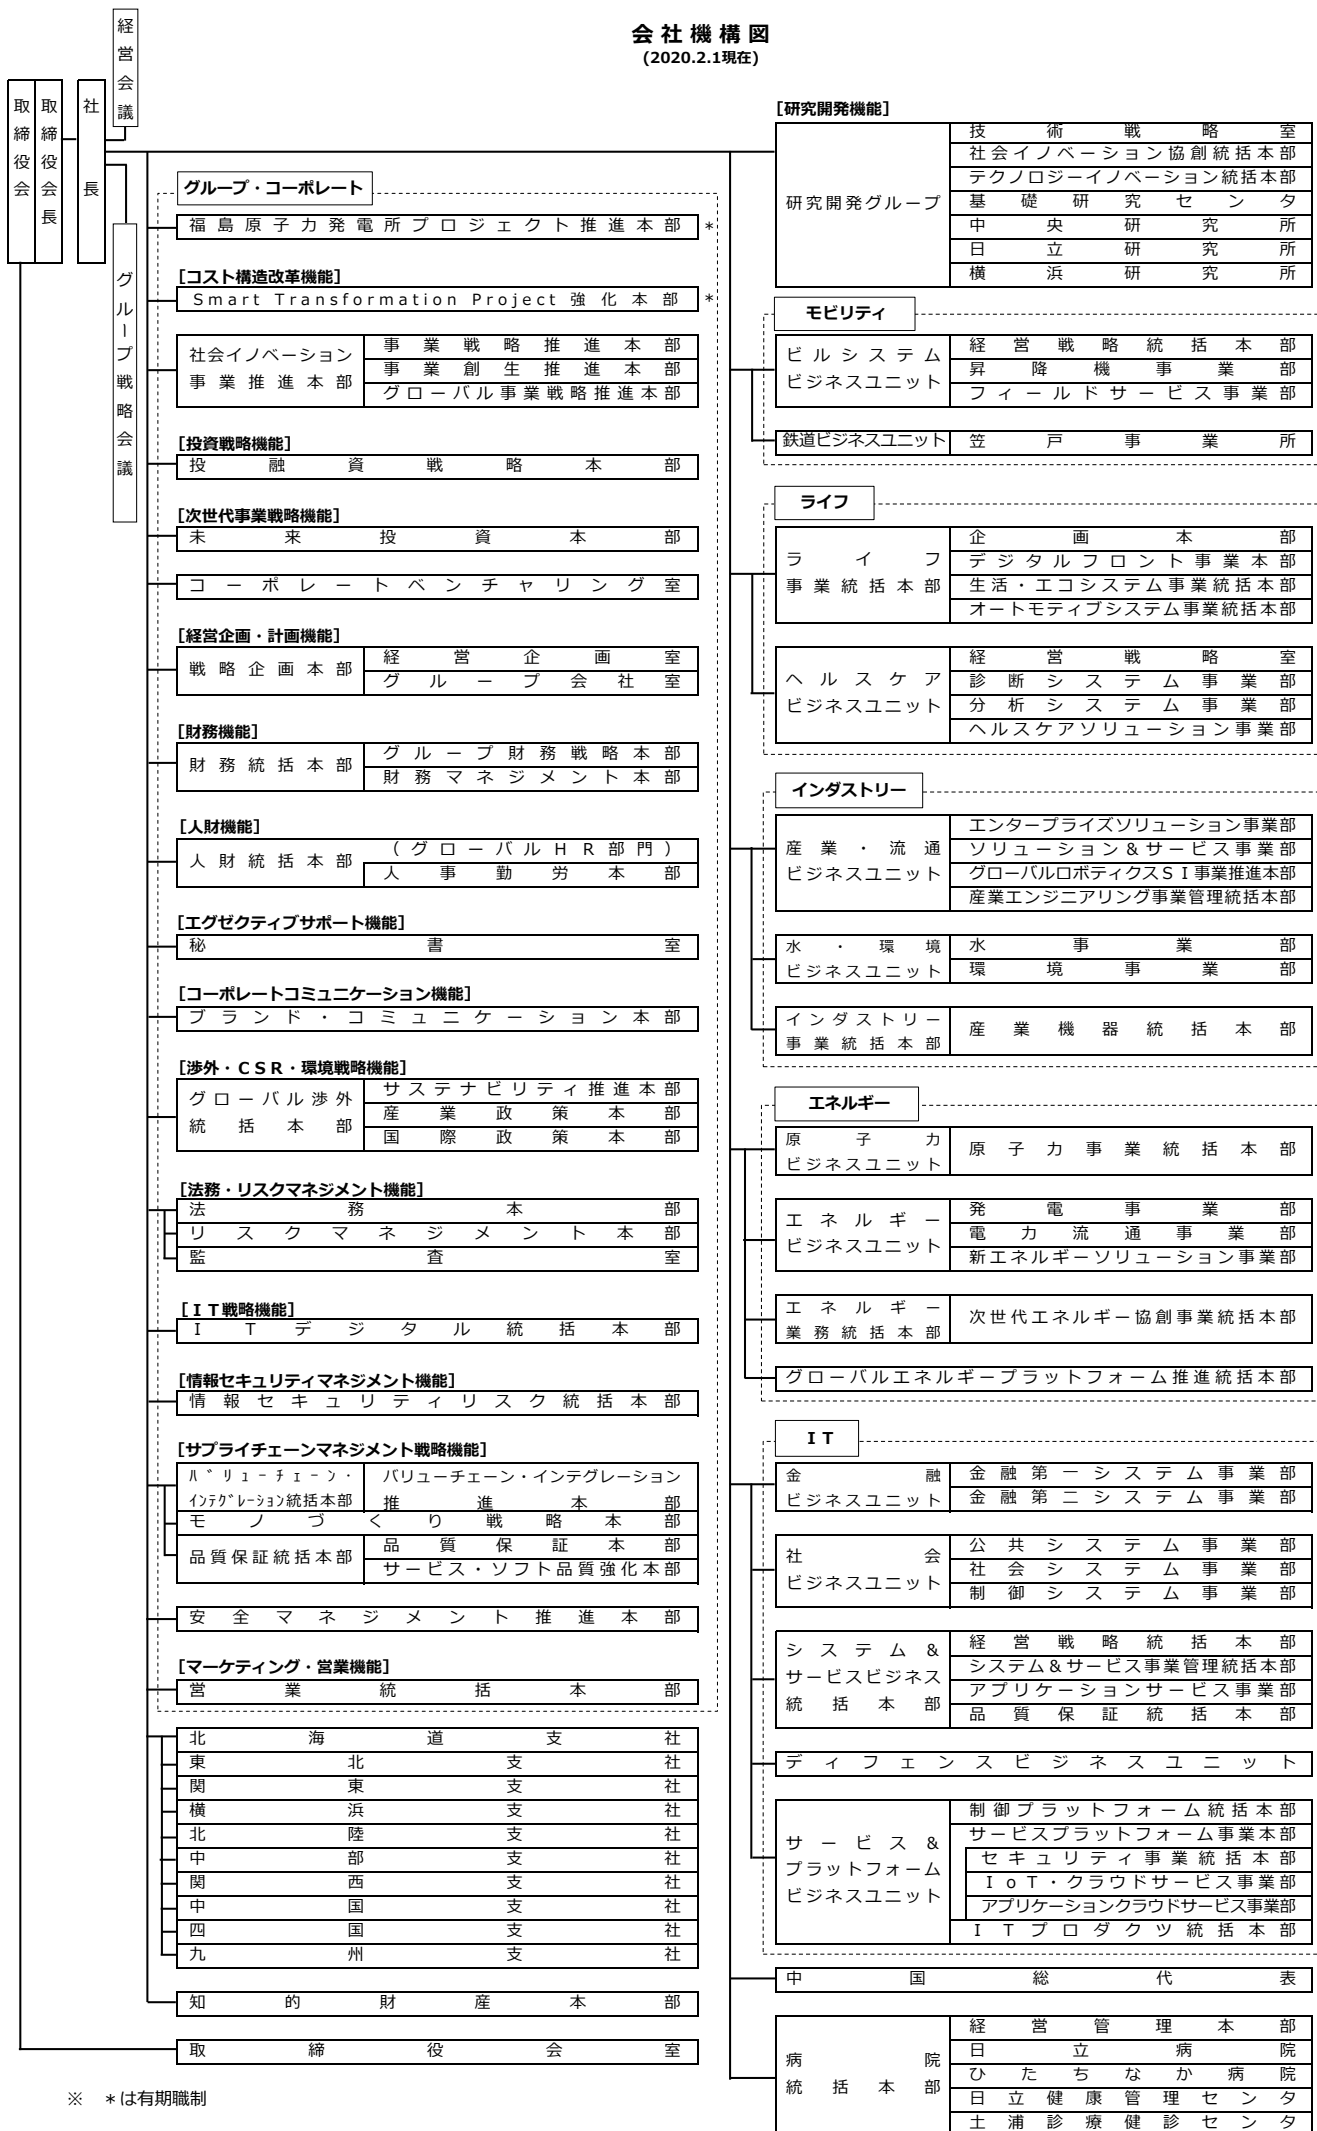 会社機構図
(2020.2.1現在)
経営会議
取締役会
取締役会長
社長
グループ戦略会議
グループ・コーポレート
福島原子力発電所プロジェクト推進本部 *
[コスト構造改革機能]
Smart Transformation Project 強化本部 *
社会イノベーション
事業推進本部
事業戦略推進本部
事業創生推進本部
グローバル事業戦略推進本部
[投資戦略機能]
投融資戦略本部
[次世代事業戦略機能]
未来投資本部
コーポレートベンチャリング室
[経営企画・計画機能]
戦略企画本部
経営企画室
グループ会社室
[財務機能]
財務統括本部
グループ財務戦略本部
財務マネジメント本部
[人財機能]
人財統括本部
(グローバルHR部門)
人事勤労本部
[エグゼクティブサポート機能]
秘書室
[コーポレートコミュニケーション機能]
ブランド・コミュニケーション本部
[渉外・CSR・環境戦略機能]
グローバル渉外
統括本部
サステナビリティ推進本部
産業政策本部
国際政策本部
[法務・リスクマネジメント機能]
法務本部
リスクマネジメント本部
監査室
[IT戦略機能]
ITデジタル統括本部
[情報セキュリティマネジメント機能]
情報セキュリティリスク統括本部
[サプライチェーンマネジメント戦略機能]
バリューチェーン・
インテグレーション統括本部
バリューチェーン・インテグレーション
推進本部
モノづくり戦略本部
品質保証統括本部
品質保証本部
サービス・ソフト品質強化本部
安全マネジメント推進本部
[マーケティング・営業機能]
営業統括本部
北海道支社
東北支社
関東支社
横浜支社
北陸支社
中部支社
関西支社
中国支社
四国支社
九州支社
知的財産本部
取締役会室
※ *は有期職制
[研究開発機能]
研究開発グループ
技術戦略室
社会イノベーション協創統括本部
テクノロジーイノベーション統括本部
基礎研究センタ
中央研究所
日立研究所
横浜研究所
モビリティ
ビルシステム
ビジネスユニット
経営戦略統括本部
昇降機事業部
フィールドサービス事業部
鉄道ビジネスユニット
笠戸事業所
ライフ
ライフ
事業統括本部
企画本部
デジタルフロント事業本部
生活・エコシステム事業統括本部
オートモティブシステム事業統括本部
ヘルスケア
ビジネスユニット
経営戦略室
診断システム事業部
分析システム事業部
ヘルスケアソリューション事業部
インダストリー
産業・流通
ビジネスユニット
エンタープライズソリューション事業部
ソリューション&サービス事業部
グローバルロボティクスSI事業推進本部
産業エンジニアリング事業管理統括本部
水・環境
ビジネスユニット
水事業部
環境事業部
インダストリー
事業統括本部
産業機器統括本部
エネルギー
原子力
ビジネスユニット
原子力事業統括本部
エネルギー
ビジネスユニット
発電事業部
電力流通事業部
新エネルギーソリューション事業部
エネルギー
業務統括本部
次世代エネルギー協創事業統括本部
グローバルエネルギープラットフォーム推進統括本部
IT
金融
ビジネスユニット
金融第一システム事業部
金融第二システム事業部
社会
ビジネスユニット
公共システム事業部
社会システム事業部
制御システム事業部
システム&
サービスビジネス
統括本部
経営戦略統括本部
システム&サービス事業管理統括本部
アプリケーションサービス事業部
品質保証統括本部
ディフェンスビジネスユニット
サービス&
プラットフォーム
ビジネスユニット
制御プラットフォーム統括本部
サービスプラットフォーム事業本部
セキュリティ事業統括本部
IoT・クラウドサービス事業部
アプリケーションクラウドサービス事業部
ITプロダクツ統括本部
中国総代表
病院
統括本部
経営管理本部
日立病院
ひたちなか病院
日立健康管理センタ
土浦診療健診センタ